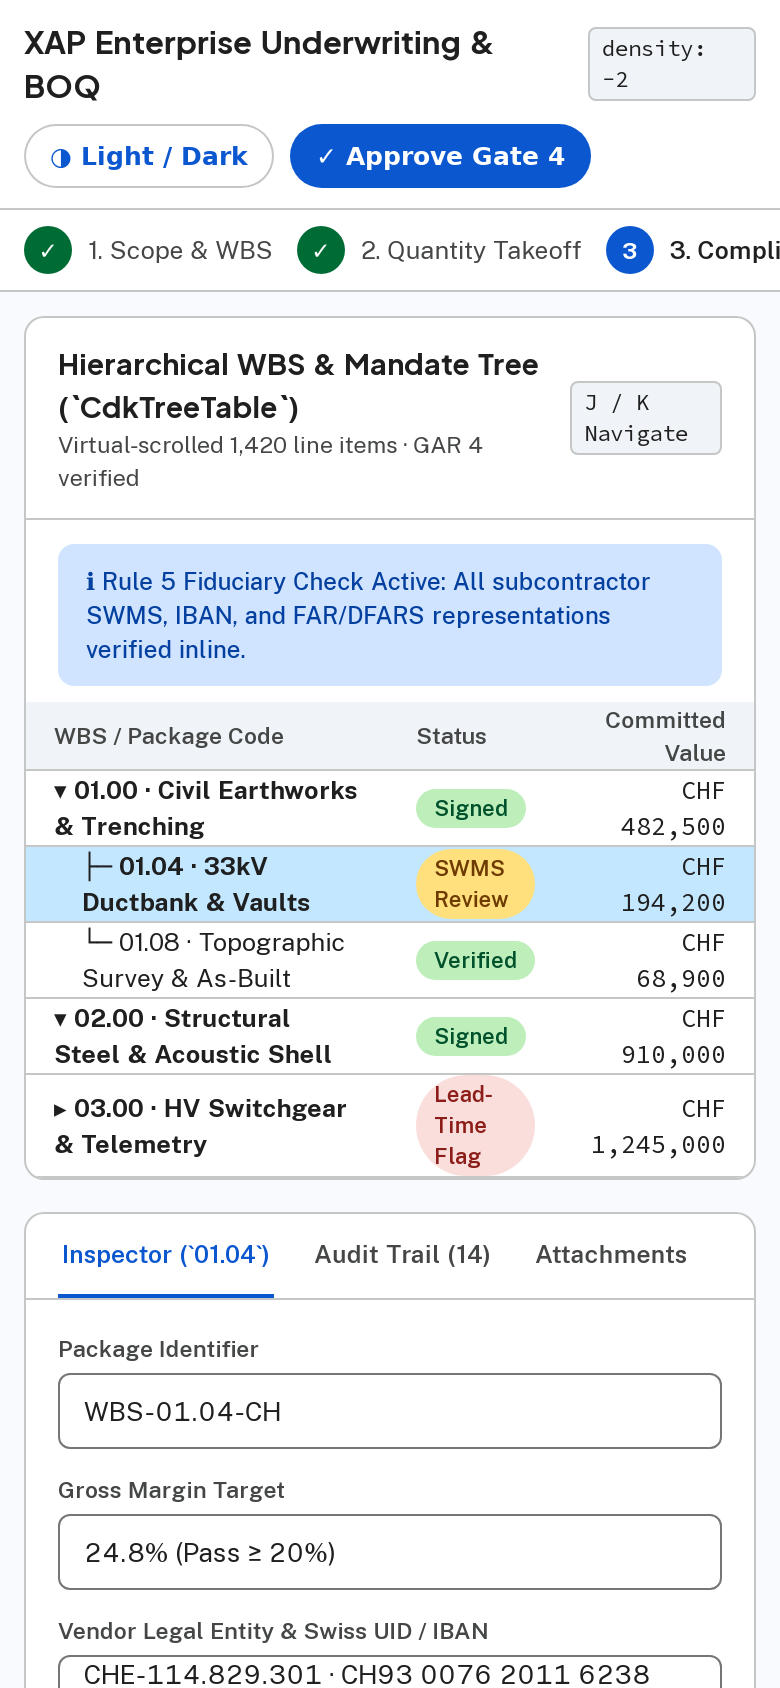 XAP Enterprise Underwriting &
BOQ
density:
-2
◑ Light / Dark
✓ Approve Gate 4
✓ 1. Scope & WBS
✓ 2. Quantity Takeoff
3 3. Compli
Hierarchical WBS & Mandate Tree
(`CdkTreeTable`)
Virtual-scrolled 1,420 line items · GAR 4
verified
J / K
Navigate
ℹ Rule 5 Fiduciary Check Active: All subcontractor
SWMS, IBAN, and FAR/DFARS representations
verified inline.
WBS / Package Code
Status
Committed
Value
▾ 01.00 · Civil Earthworks
& Trenching
Signed
CHF
482,500
├─ 01.04 · 33kV
Ductbank & Vaults
SWMS
Review
CHF
194,200
└─ 01.08 · Topographic
Survey & As-Built
Verified
CHF
68,900
▾ 02.00 · Structural
Steel & Acoustic Shell
Signed
CHF
910,000
▸ 03.00 · HV Switchgear
& Telemetry
Lead-
Time
Flag
CHF
1,245,000
Inspector (`01.04`)
Audit Trail (14)
Attachments
Package Identifier
WBS-01.04-CH
Gross Margin Target
24.8% (Pass ≥ 20%)
Vendor Legal Entity & Swiss UID / IBAN
CHE-114.829.301 · CH93 0076 2011 6238